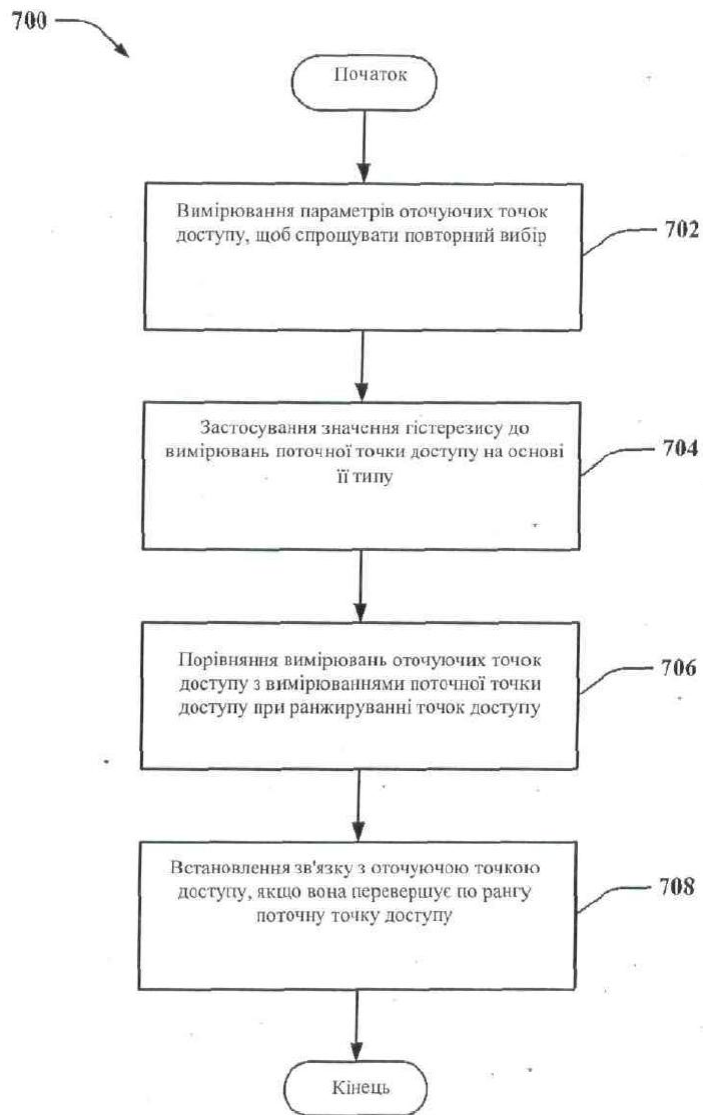 700
Початок
Вимірювання параметрів оточуючих точок
доступу, щоб спрощувати повторний вибір
702
Застосування значення гістерезису до
вимірювань поточної точки доступу на основі
її типу
704
Порівняння вимірювань оточуючих точок
доступу з вимірюваннями поточної точки
доступу при ранжируванні точок доступу
706
Встановлення зв'язку з оточуючою точкою
доступу, якщо вона перевершує по рангу
поточну точку доступу
708
Кінець